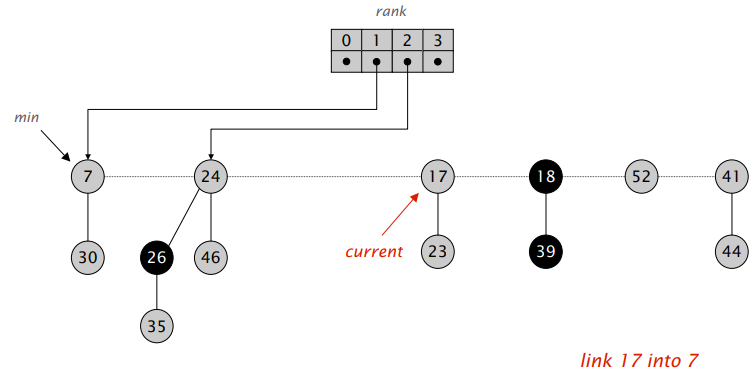 rank
0 1 2 3
min
7 24 17 18 52 41
30 26 46 23 39 44
current
35
link 17 into 7